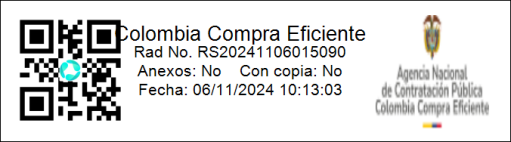 Colombia Compra Eficiente
Rad No. RS20241106015090
Anexos: No Con copia: No
Fecha: 06/11/2024 10:13:03
Agencia Nacional
de Contratación Pública
Colombia Compra Eficiente